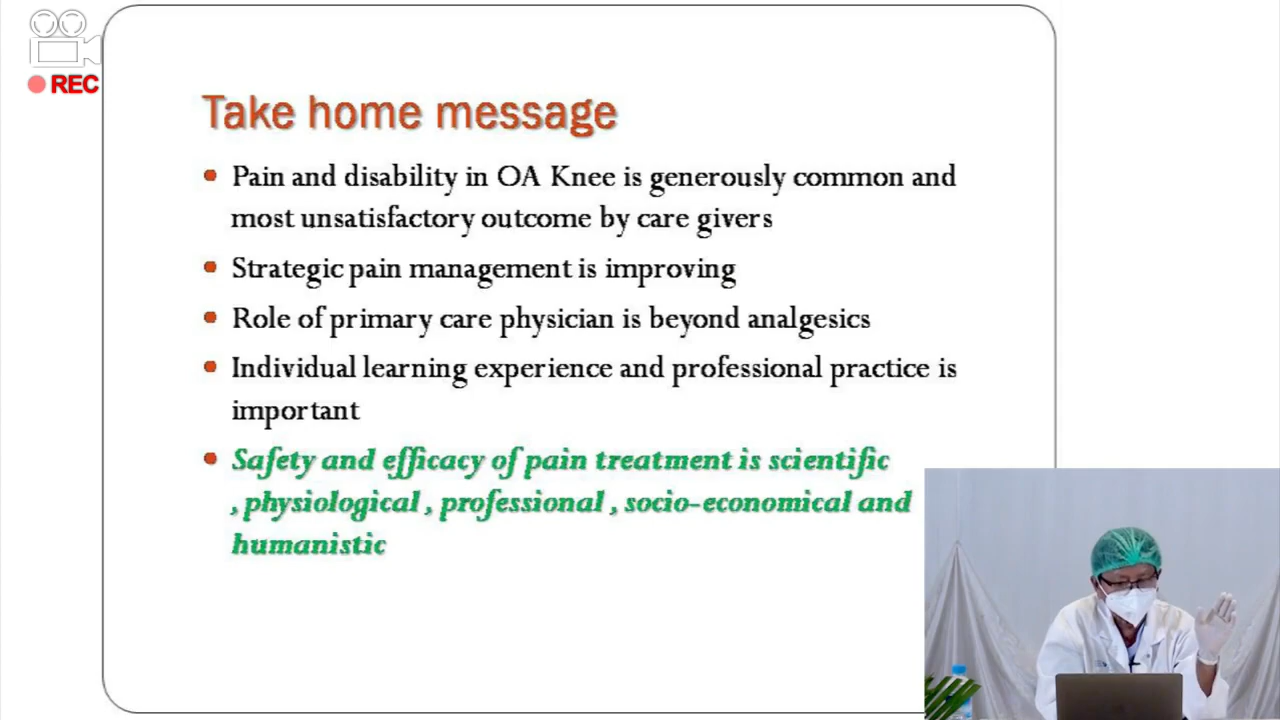 REC
Take home message
• Pain and disability in OA Knee is generously common and
most unsatisfactory outcome by care givers
• Strategic pain management is improving
• Role of primary care physician is beyond analgesics
• Individual learning experience and professional practice is
important
• Safety and efficacy of pain treatment is scientific
, physiological , professional , socio-economical and
humanistic